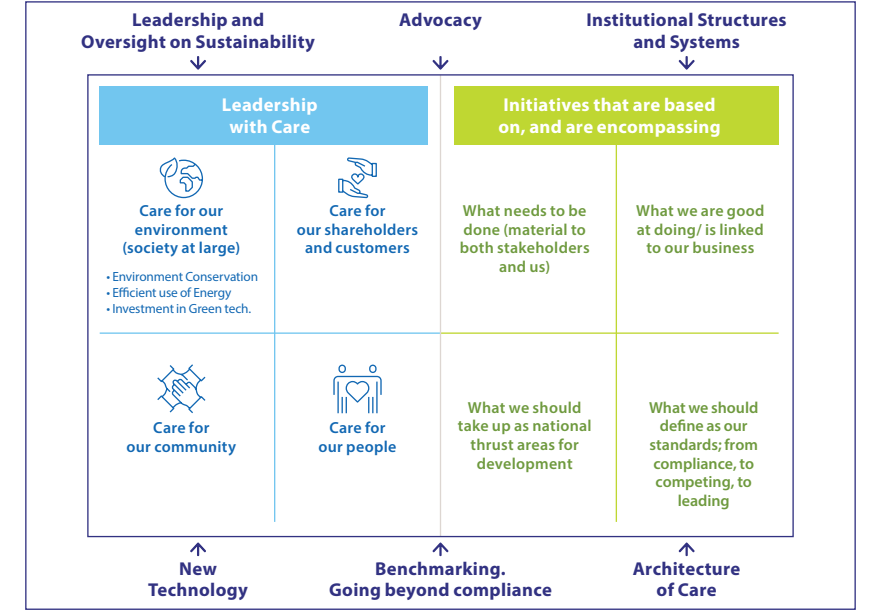 Leadership and
Oversight on Sustainability
Advocacy
Institutional Structures
and Systems
Leadership
with Care
Initiatives that are based
on, and are encompassing
Care for our
environment
(society at large)
• Environment Conservation
• Efficient use of Energy
• Investment in Green tech.
Care for
our shareholders
and customers
What needs to be
done (material to
both stakeholders
and us)
What we are good
at doing/ is linked
to our business
Care for
our community
Care for
our people
What we should
take up as national
thrust areas for
development
What we should
define as our
standards; from
compliance, to
competing, to
leading
New
Technology
Benchmarking.
Going beyond compliance
Architecture
of Care